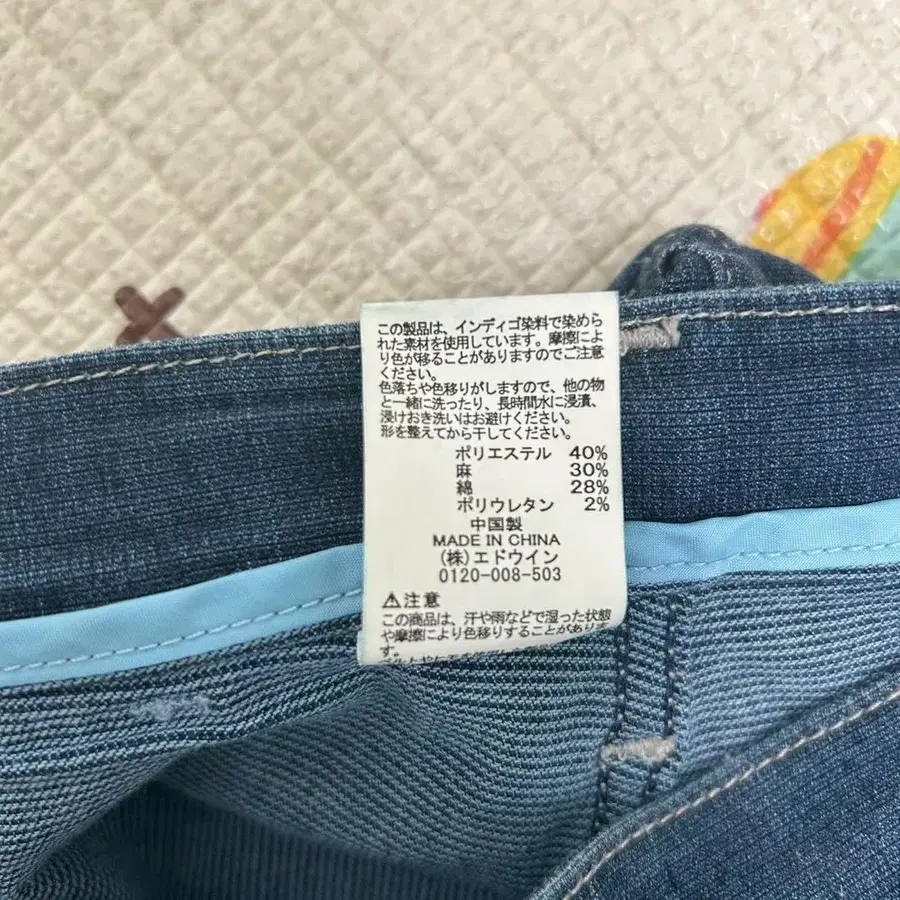 この製品は、インディゴ染料で染めら
れた素材を使用しています。摩擦によ
り色が移ることがありますのでご注意
ください。
色落ちや色移りがしますので、他の物
と一緒に洗ったり、長時間水に浸漬、
浸けおき洗いはお避けください。
形を整えてから干してください。
ポリエステル 40%
麻 30%
綿 28%
ポリウレタン 2%
中国製
MADE IN CHINA
(株)エドウイン
0120-008-503
⚠注意
この商品は、汗や雨などで湿った状態
や摩擦により色移りすることがありま
す。